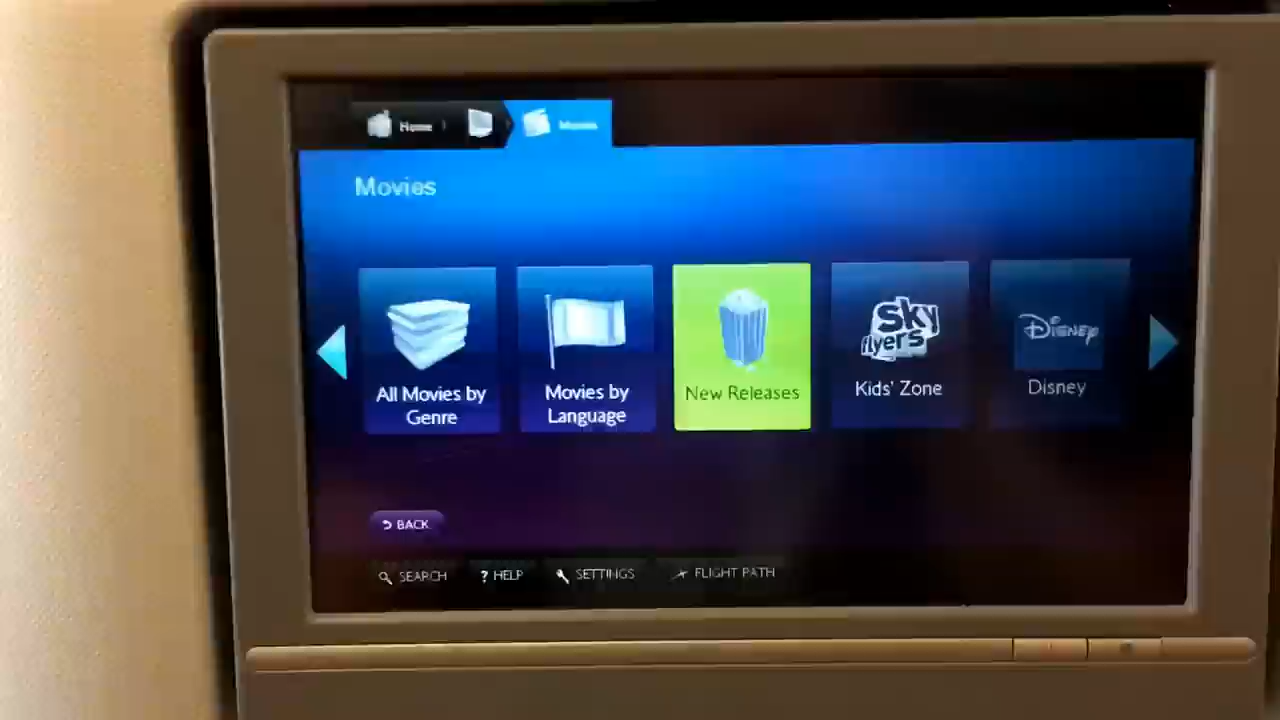 Home
Movies
Movies
All Movies by
Genre
Movies by
Language
New Releases
Sky
flyers
Kids' Zone
Disney
Disney
BACK
SEARCH
? HELP
SETTINGS
FLIGHT PATH